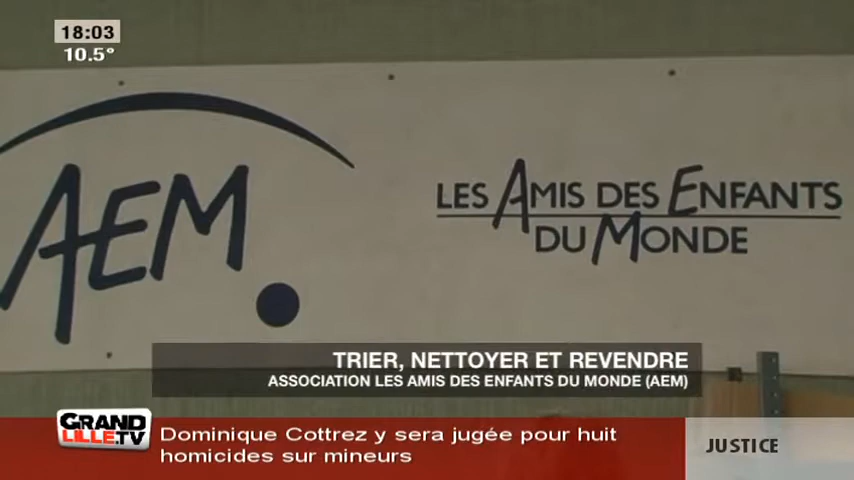 18:03
10.5°
AEM
LES AMIS DES ENFANTS
DU MONDE
TRIER, NETTOYER ET REVENDRE
ASSOCIATION LES AMIS DES ENFANTS DU MONDE (AEM)
GRAND
LILLE.TV
Dominique Cottrez y sera jugée pour huit
homicides sur mineurs
JUSTICE